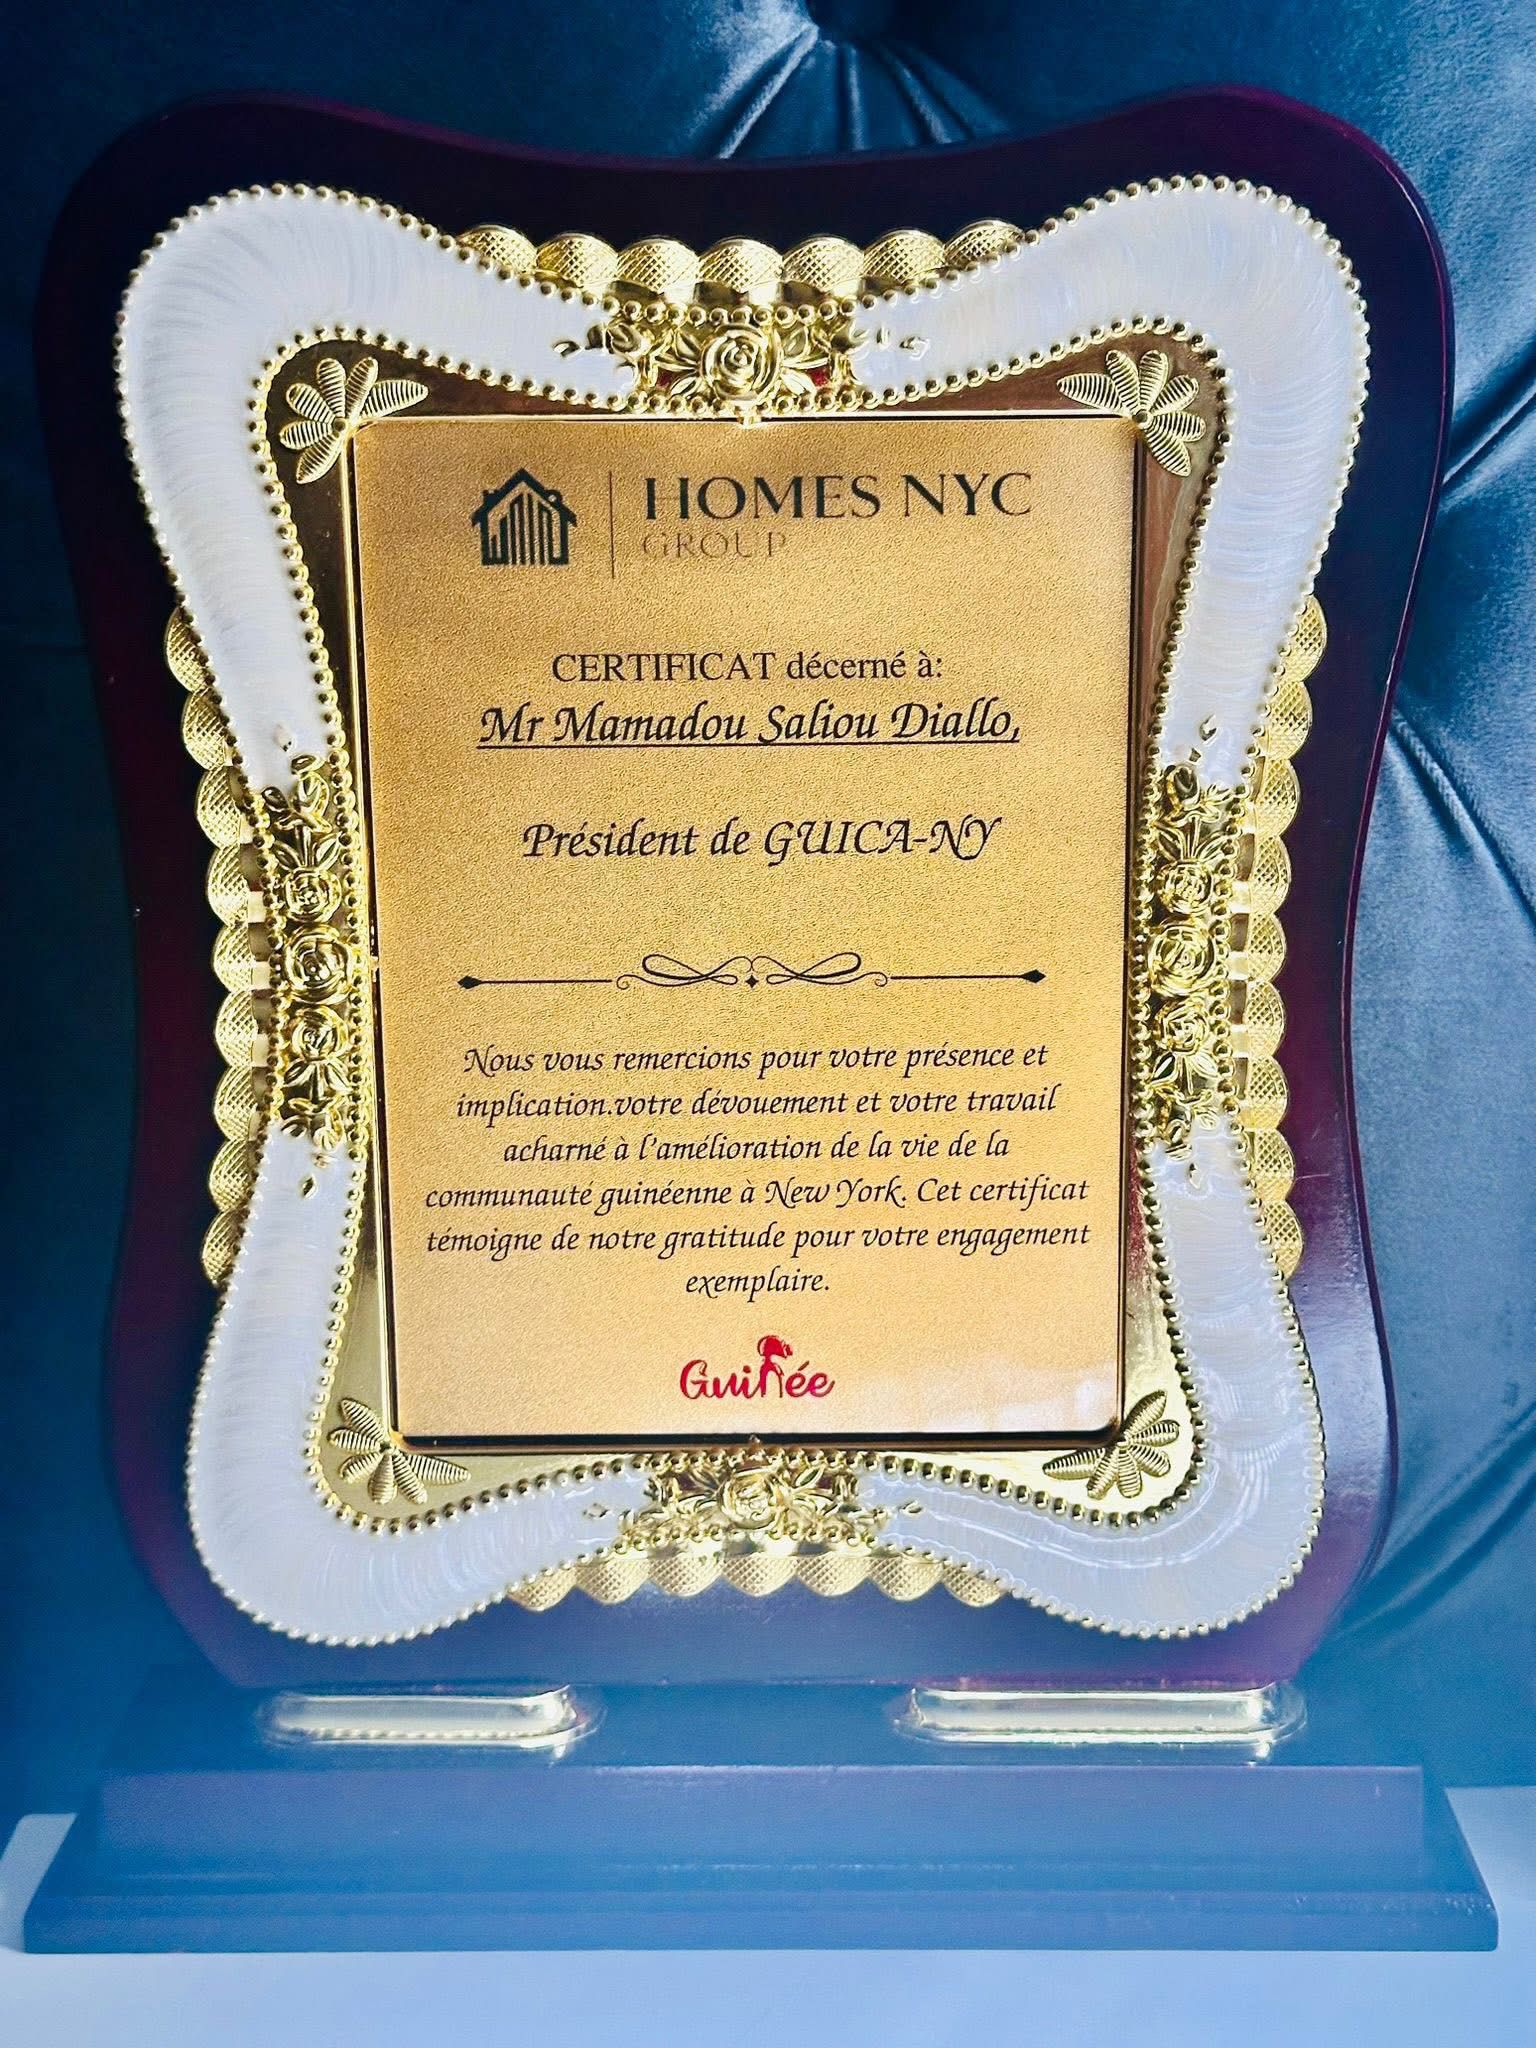 HOMES NYC
GROUP
CERTIFICAT décerné à:
Mr Mamadou Saliou Diallo,
Président de GUICA-NY
Nous vous remercions pour votre présence et
implication.votre dévouement et votre travail
acharné à l'amélioration de la vie de la
communauté guinéenne à New York. Cet certificat
témoigne de notre gratitude pour votre engagement
exemplaire.
Guinée